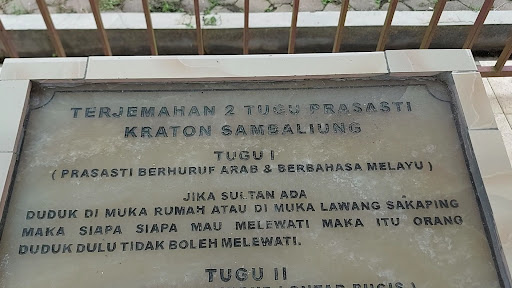 TERJEMAHAN 2 TUGU PRASASTI
KRATON SAMBALIUNG
TUGU I
( PRASASTI BERHURUF ARAB & BERBAHASA MELAYU )
JIKA SULTAN ADA
DUDUK DI MUKA RUMAH ATAU DI MUKA LAWANG SAKAPING
MAKA SIAPA SIAPA MAU MELEWATI MAKA ITU ORANG
DUDUK DULU TIDAK BOLEH MELEWATI.
TUGU II